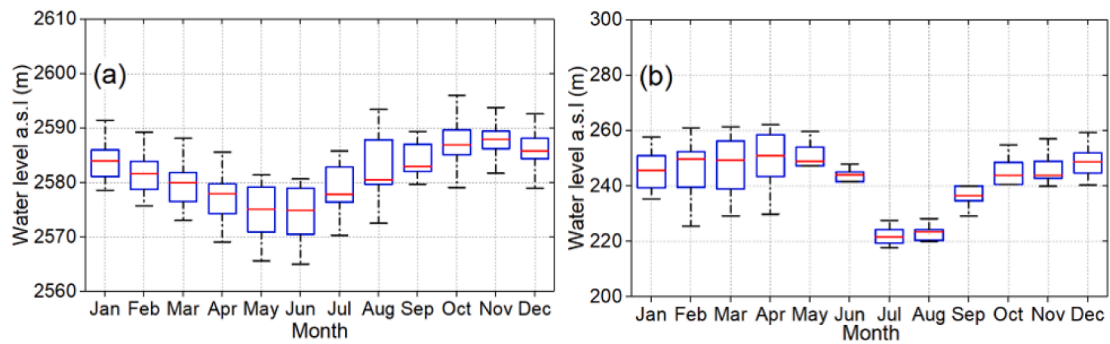 2610
2600
2590
2580
2570
2560
Water level a.s.l (m)
(a)
Jan Feb Mar Apr May Jun Jul Aug Sep Oct Nov Dec
Month
300
280
260
240
220
200
Water level a.s.l (m)
(b)
Jan Feb Mar Apr May Jun Jul Aug Sep Oct Nov Dec
Month